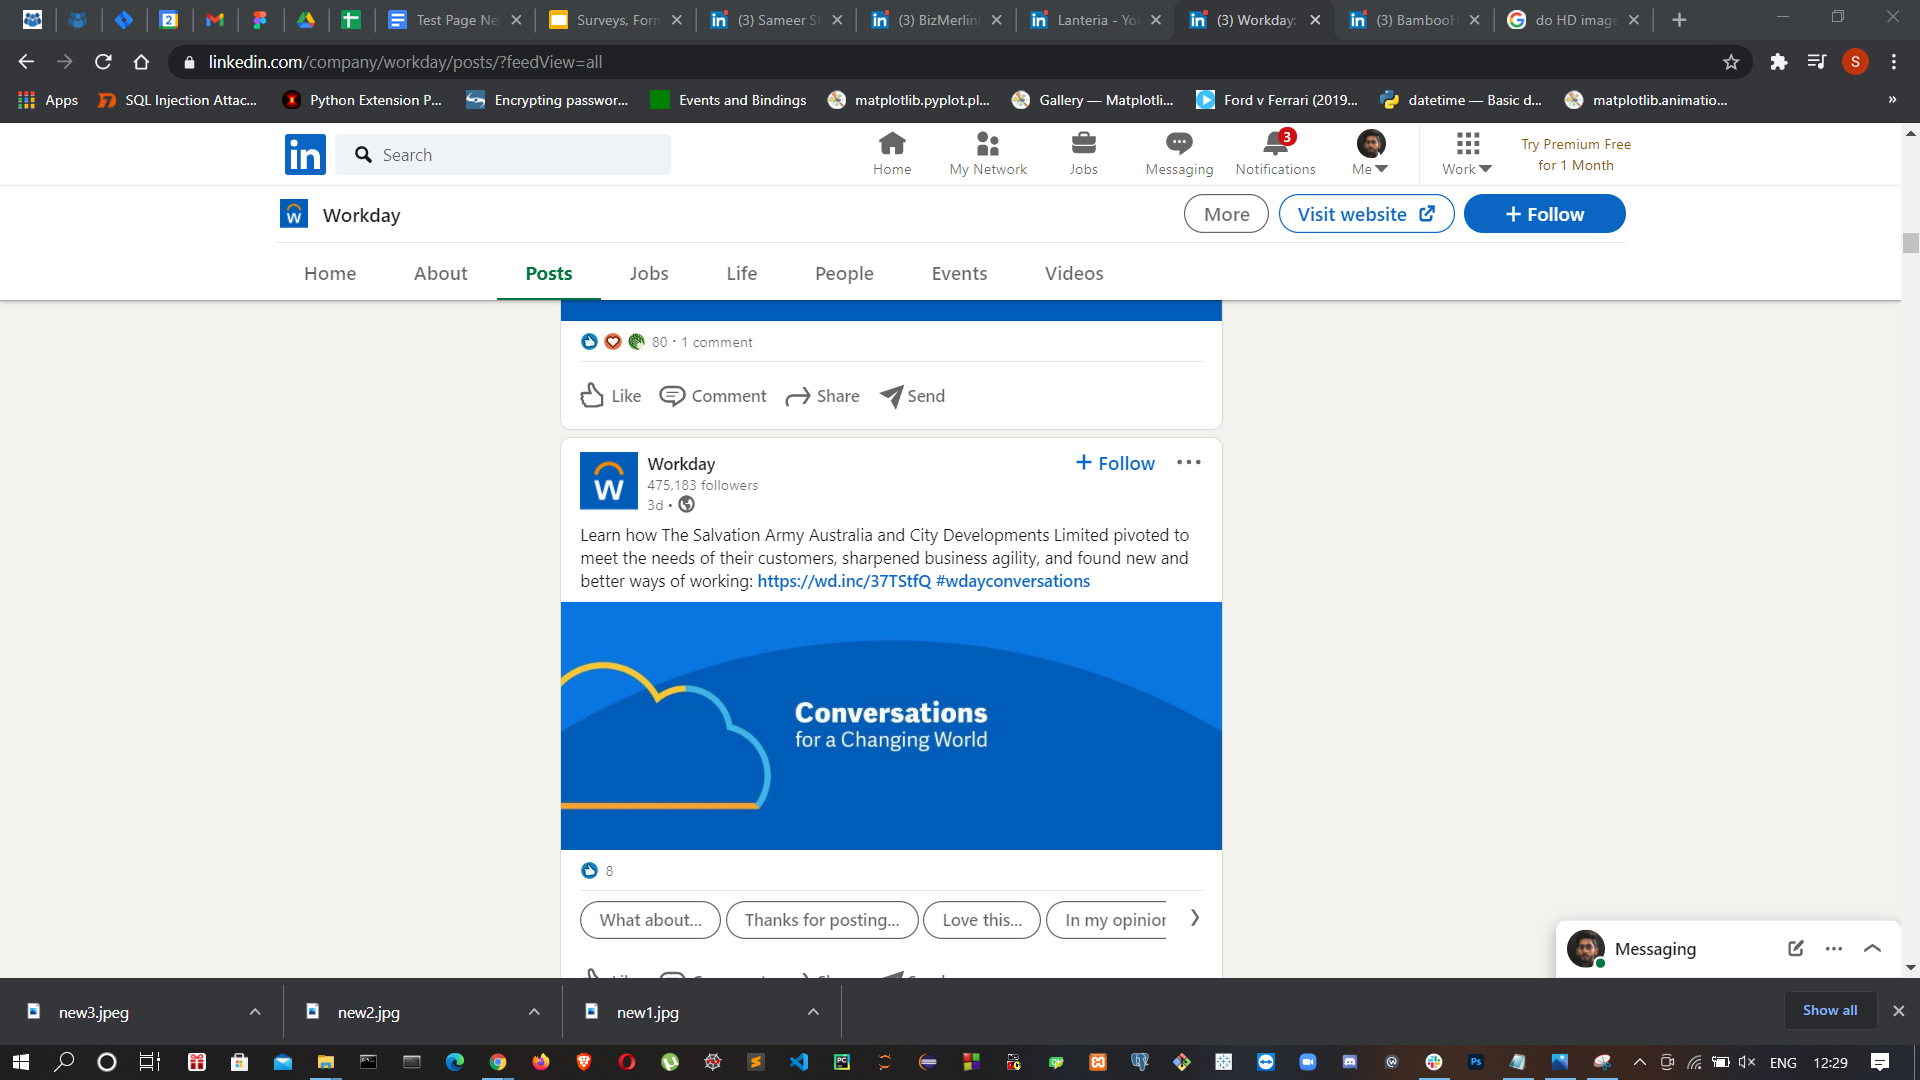 Test Page Ne
Surveys, Form
(3) Sameer S
(3) BizMerlin
Lanteria - Yo
(3) Workday:
(3) BambooH
do HD image
linkedin.com/company/workday/posts/?feedView=all
S
Apps
SQL Injection Attac...
Python Extension P...
Encrypting passwor...
Events and Bindings
matplotlib.pyplot.pl...
Gallery — Matplotli...
Ford v Ferrari (2019...
datetime — Basic d...
matplotlib.animatio...
»
in
Search
Home
My Network
Jobs
Messaging
3
Notifications
Me
Work
Try Premium Free
for 1 Month
Workday
More
Visit website
+ Follow
Home
About
Posts
Jobs
Life
People
Events
Videos
80 · 1 comment
Like
Comment
Share
Send
Workday
475,183 followers
3d •
+ Follow
Learn how The Salvation Army Australia and City Developments Limited pivoted to
meet the needs of their customers, sharpened business agility, and found new and
better ways of working: https://wd.inc/37TStfQ #wdayconversations
Conversations
for a Changing World
8
What about...
Thanks for posting...
Love this...
In my opinion
Messaging
new3.jpeg
new2.jpg
new1.jpg
Show all
ENG
12:29